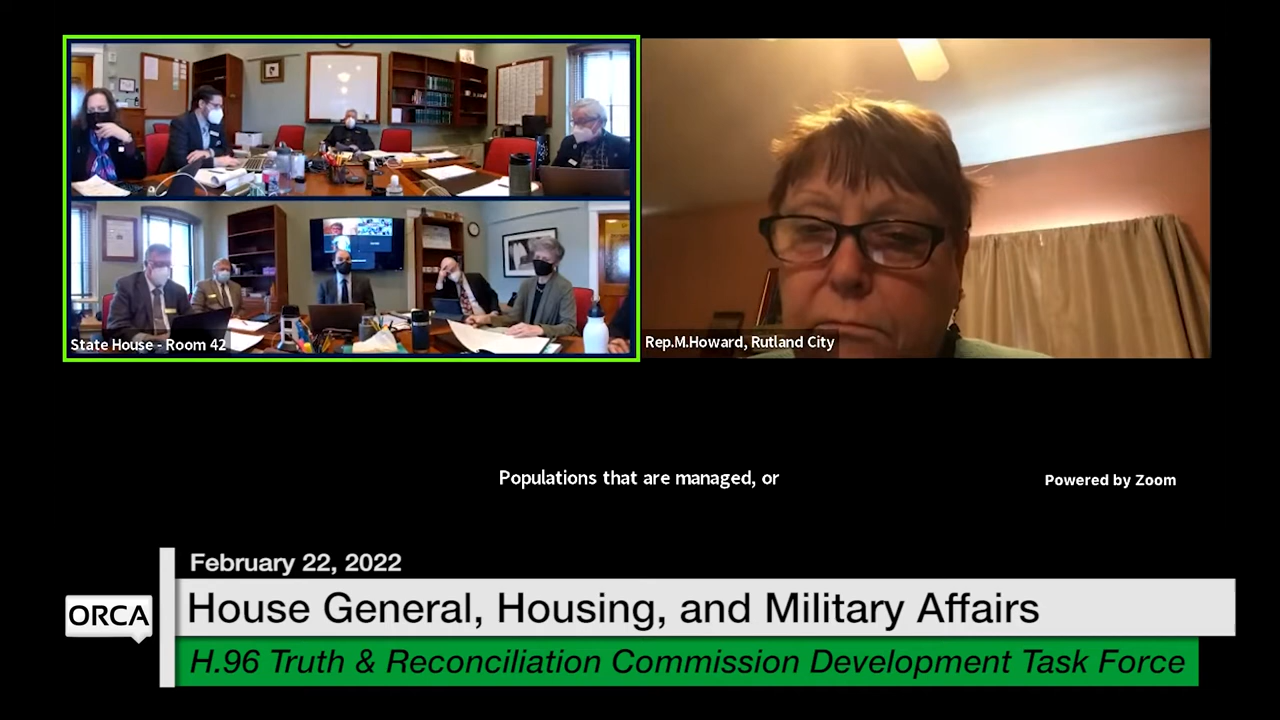 State House - Room 42
Rep.M.Howard, Rutland City
Populations that are managed, or
Powered by Zoom
February 22, 2022
ORCA
House General, Housing, and Military Affairs
H.96 Truth & Reconciliation Commission Development Task Force